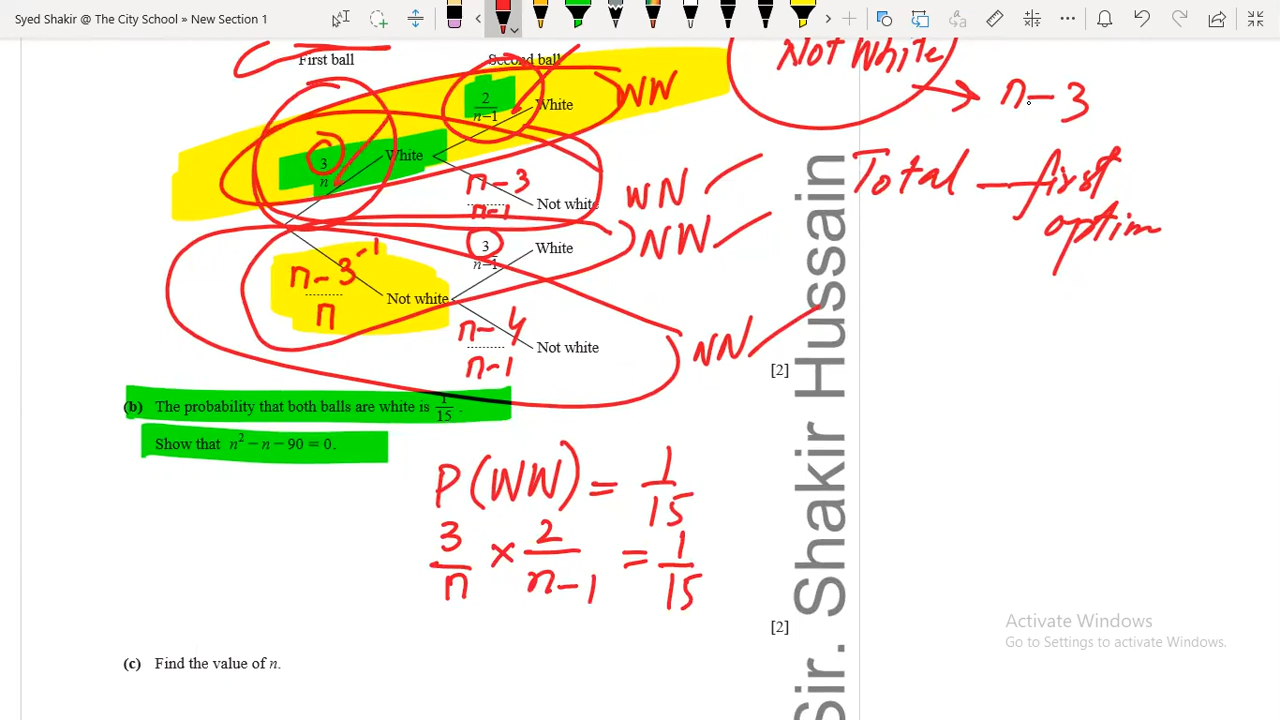 Syed Shakir @ The City School » New Section 1
First ball Second ball
Not White
→ n-3
2/(n-1) White WW
3/n White
Total - first
n-3/n-1 Not white WN
option
3/(n-1) White NW
n-3^-1/n Not white
n-4/n-1 Not white NN
[2]
(b) The probability that both balls are white is 1/15.
Show that n² − n − 90 = 0.
P(WW) = 1/15
3/n × 2/n-1 = 1/15
[2]
(c) Find the value of n.
Sir. Shakir Hussain
Activate Windows
Go to Settings to activate Windows.